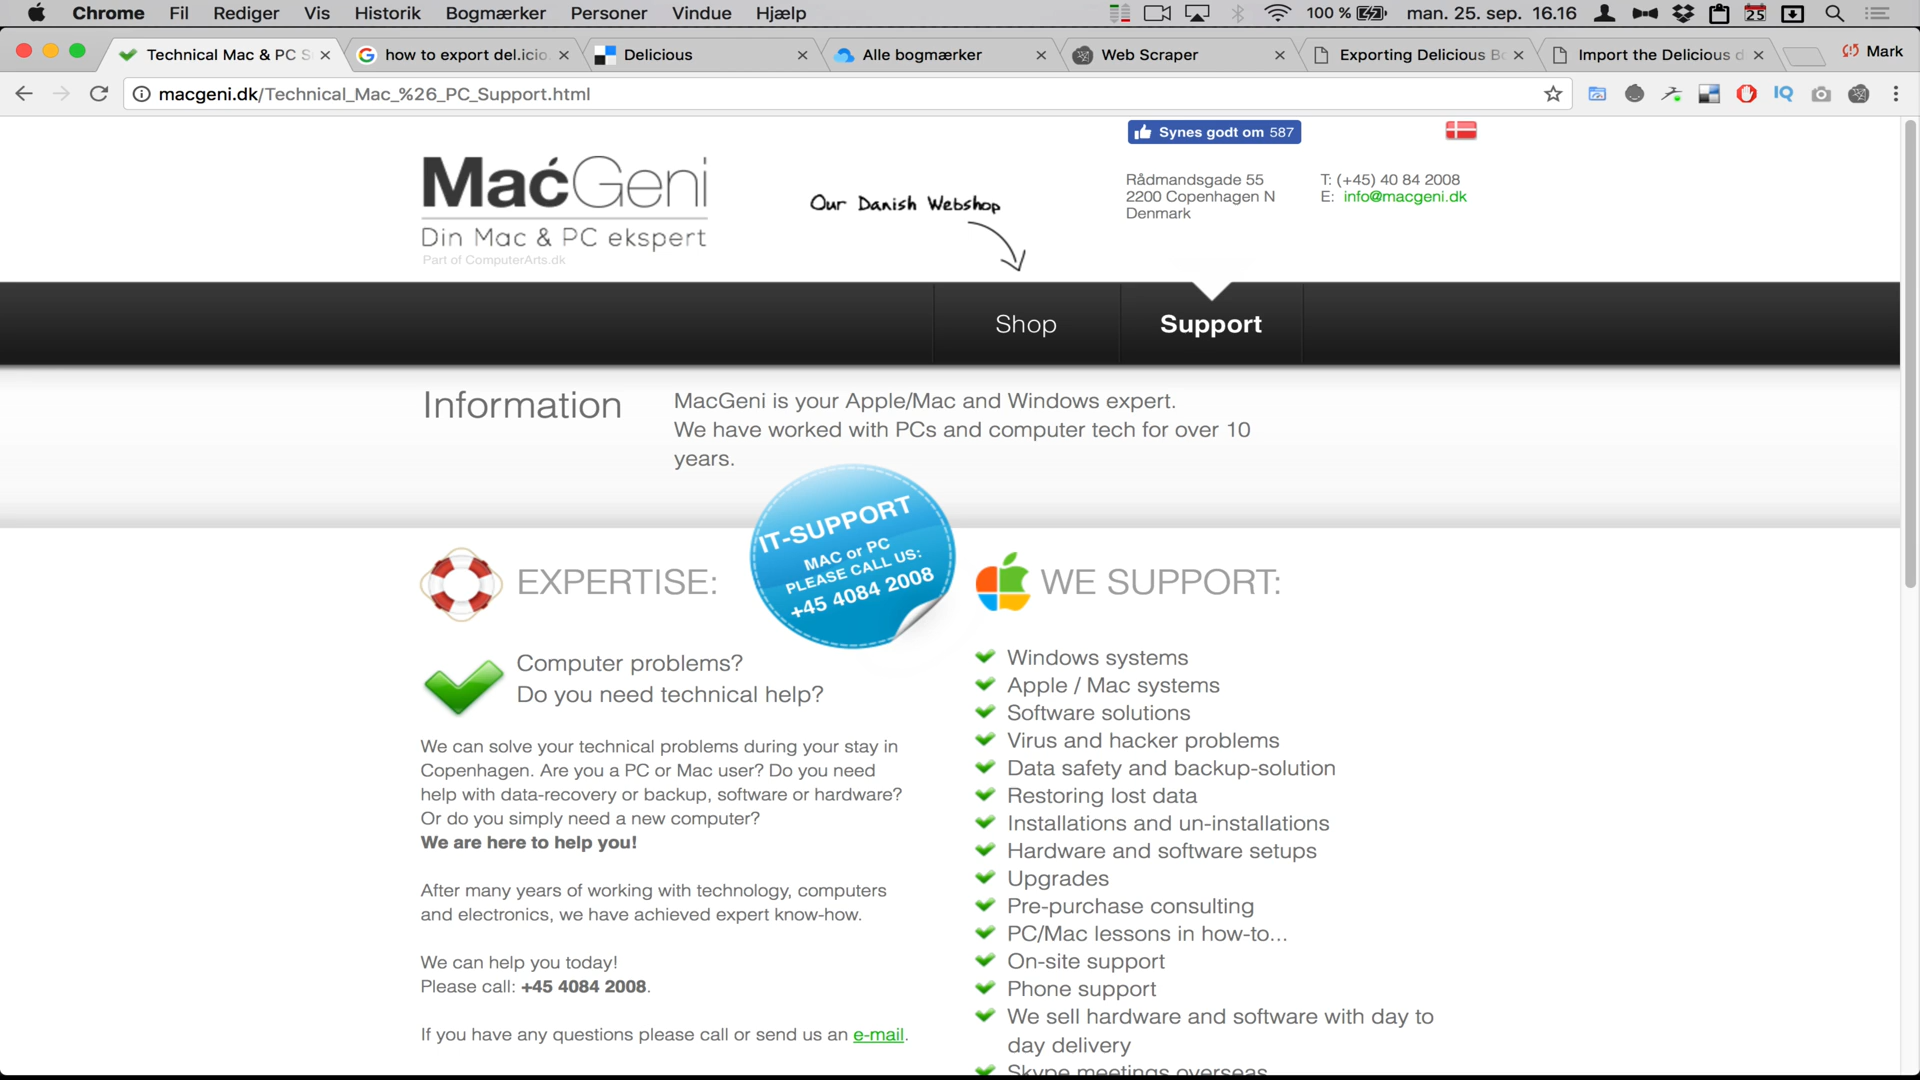 Chrome Fil Rediger Vis Historik Bogmærker Personer Vindue Hjælp 100 % man. 25. sep. 16.16
Technical Mac & PC S how to export del.icio. Delicious Alle bogmærker Web Scraper Exporting Delicious Bo Import the Delicious d Mark
macgeni.dk/Technical_Mac_%26_PC_Support.html IQ
Synes godt om 587
MacGeni
Din Mac & PC ekspert
Part of ComputerArts.dk
Our Danish Webshop
Rådmandsgade 55
2200 Copenhagen N
Denmark
T: (+45) 40 84 2008
E: info@macgeni.dk
Shop Support
Information
MacGeni is your Apple/Mac and Windows expert.
We have worked with PCs and computer tech for over 10
years.
IT-SUPPORT
MAC or PC
PLEASE CALL US:
+45 4084 2008
EXPERTISE:
Computer problems?
Do you need technical help?
We can solve your technical problems during your stay in
Copenhagen. Are you a PC or Mac user? Do you need
help with data-recovery or backup, software or hardware?
Or do you simply need a new computer?
We are here to help you!
After many years of working with technology, computers
and electronics, we have achieved expert know-how.
We can help you today!
Please call: +45 4084 2008.
If you have any questions please call or send us an e-mail.
WE SUPPORT:
Windows systems
Apple / Mac systems
Software solutions
Virus and hacker problems
Data safety and backup-solution
Restoring lost data
Installations and un-installations
Hardware and software setups
Upgrades
Pre-purchase consulting
PC/Mac lessons in how-to...
On-site support
Phone support
We sell hardware and software with day to
day delivery
Skype meetings overseas